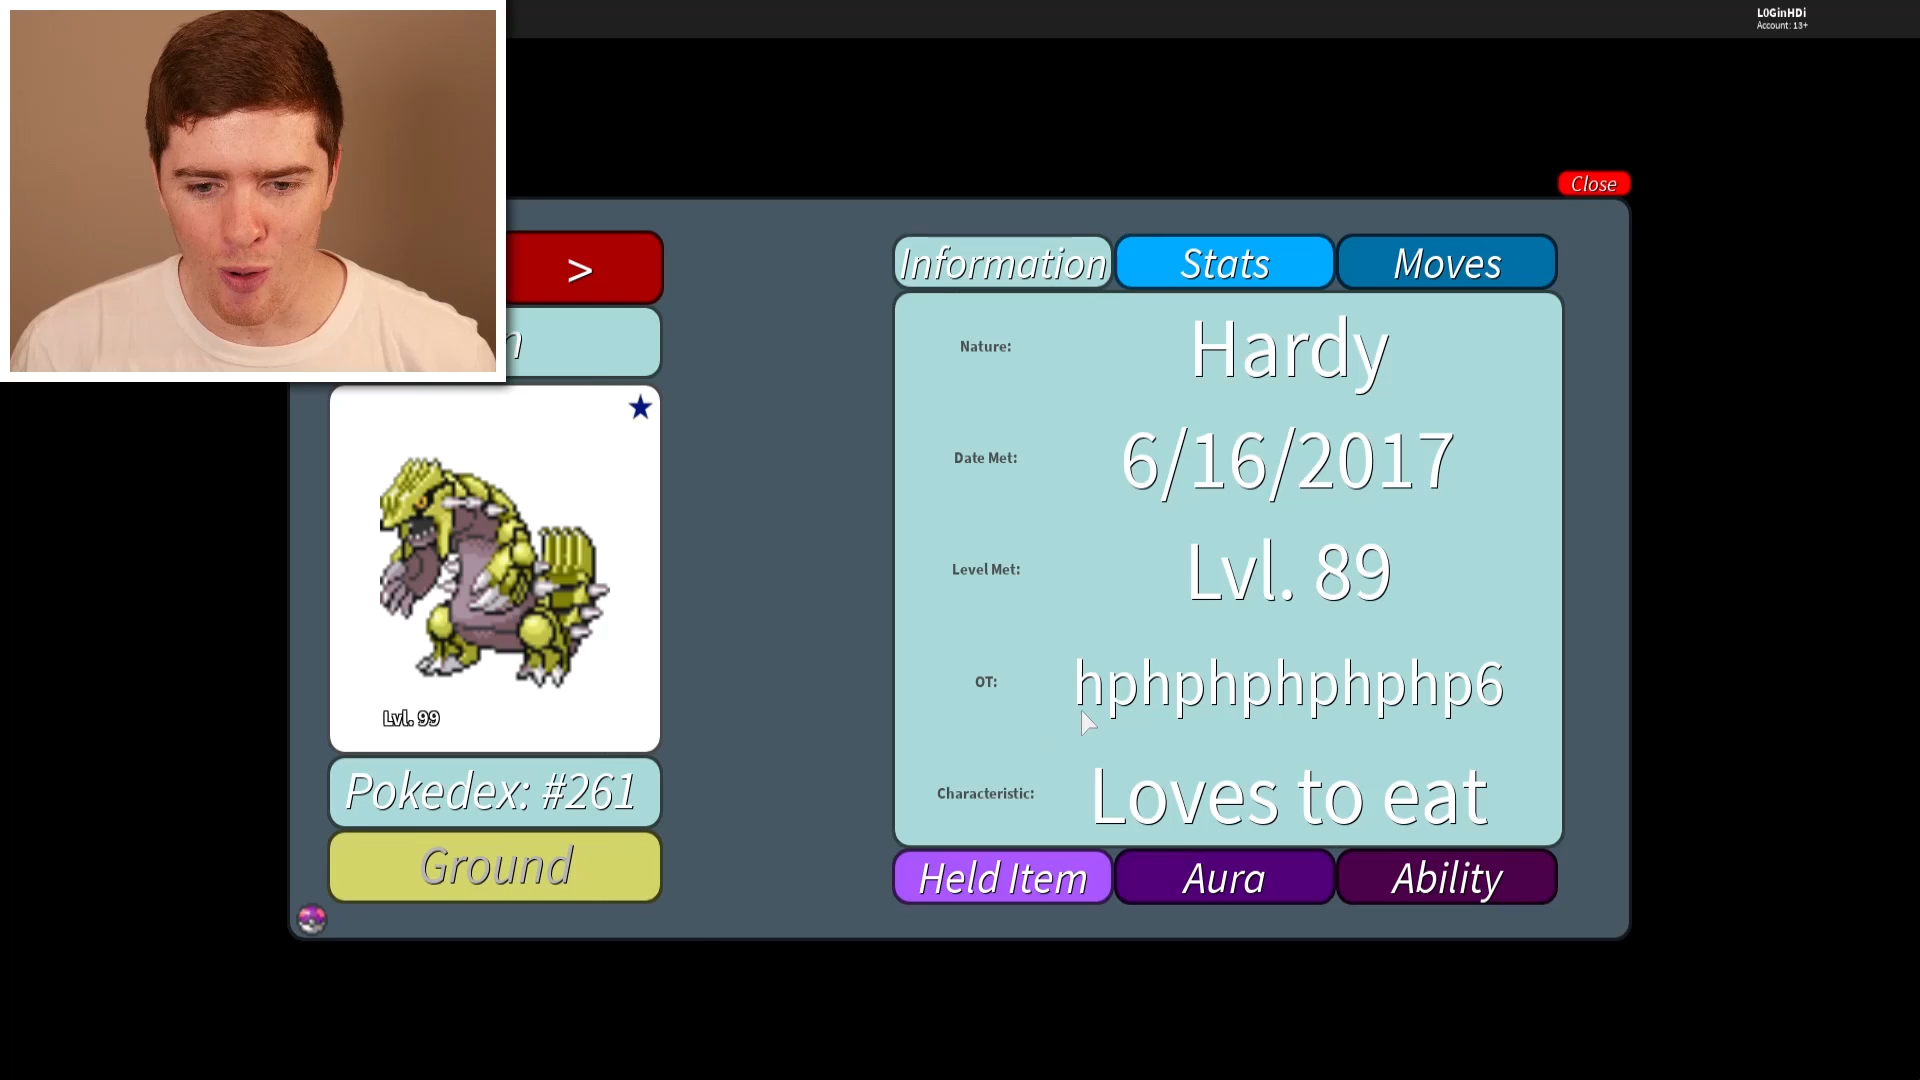 L0GinHDi
Account: 13+
Close
>
n
Information
Stats
Moves
Nature:
Hardy
Date Met:
6/16/2017
Level Met:
Lvl. 89
OT:
hphphphphphp6
Characteristic:
Loves to eat
Lvl. 99
Pokedex: #261
Ground
Held Item
Aura
Ability